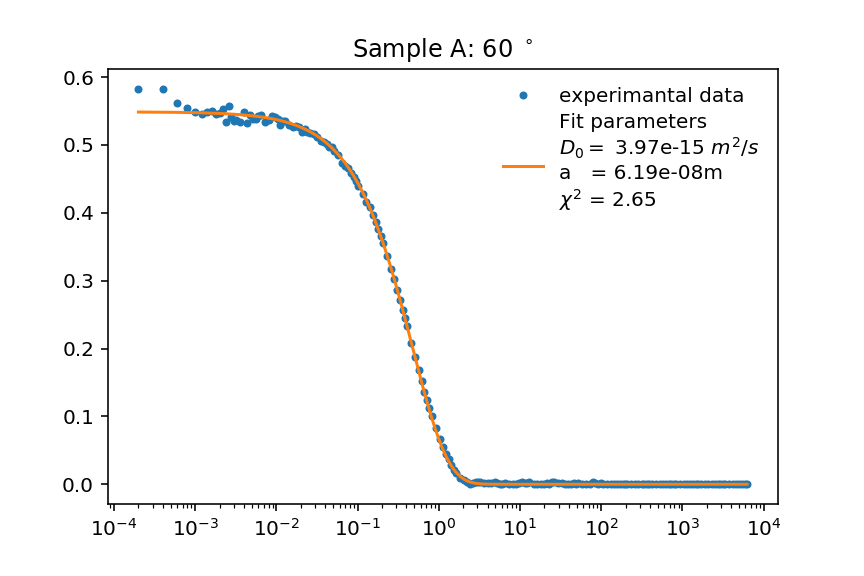 Sample A: 60 °
experimantal data
Fit parameters
D₀ = 3.97e-15 m²/s
a = 6.19e-08m
χ² = 2.65
0.6
0.5
0.4
0.3
0.2
0.1
0.0
10⁻⁴ 10⁻³ 10⁻² 10⁻¹ 10⁰ 10¹ 10² 10³ 10⁴